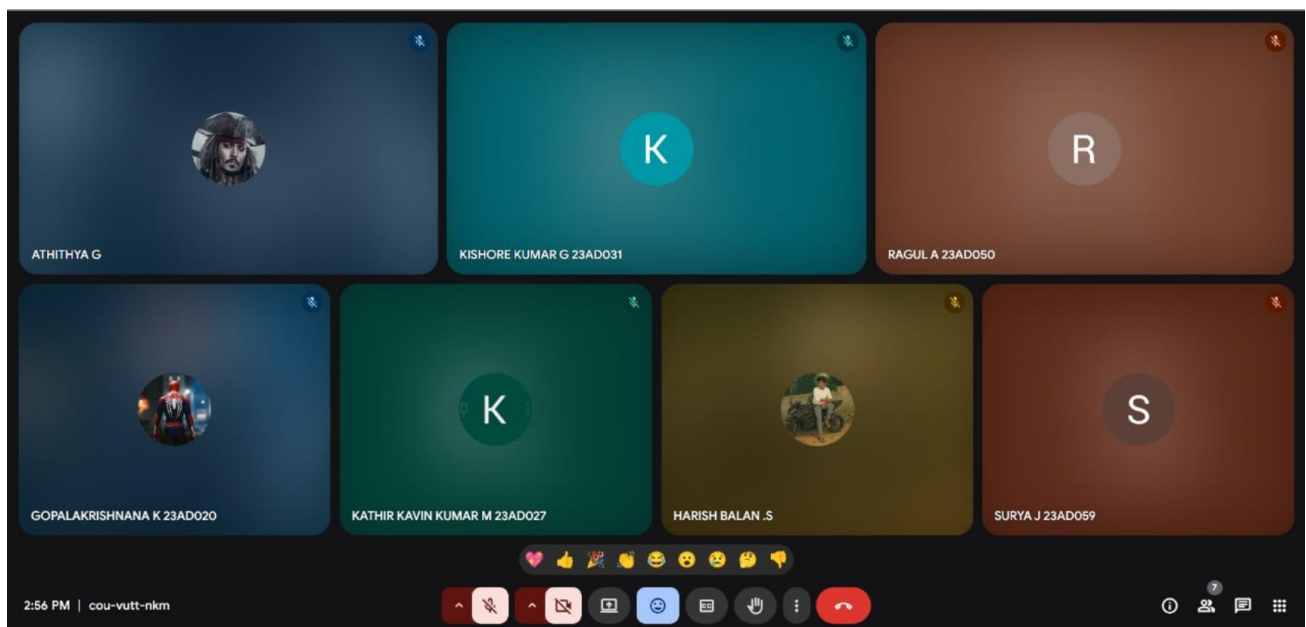 ATHITHYA G
K
KISHORE KUMAR G 23AD031
R
RAGUL A 23AD050
GOPALAKRISHNANA K 23AD020
K
KATHIR KAVIN KUMAR M 23AD027
HARISH BALAN .S
S
SURYA J 23AD059
2:56 PM | cou-vutt-nkm
CC
7